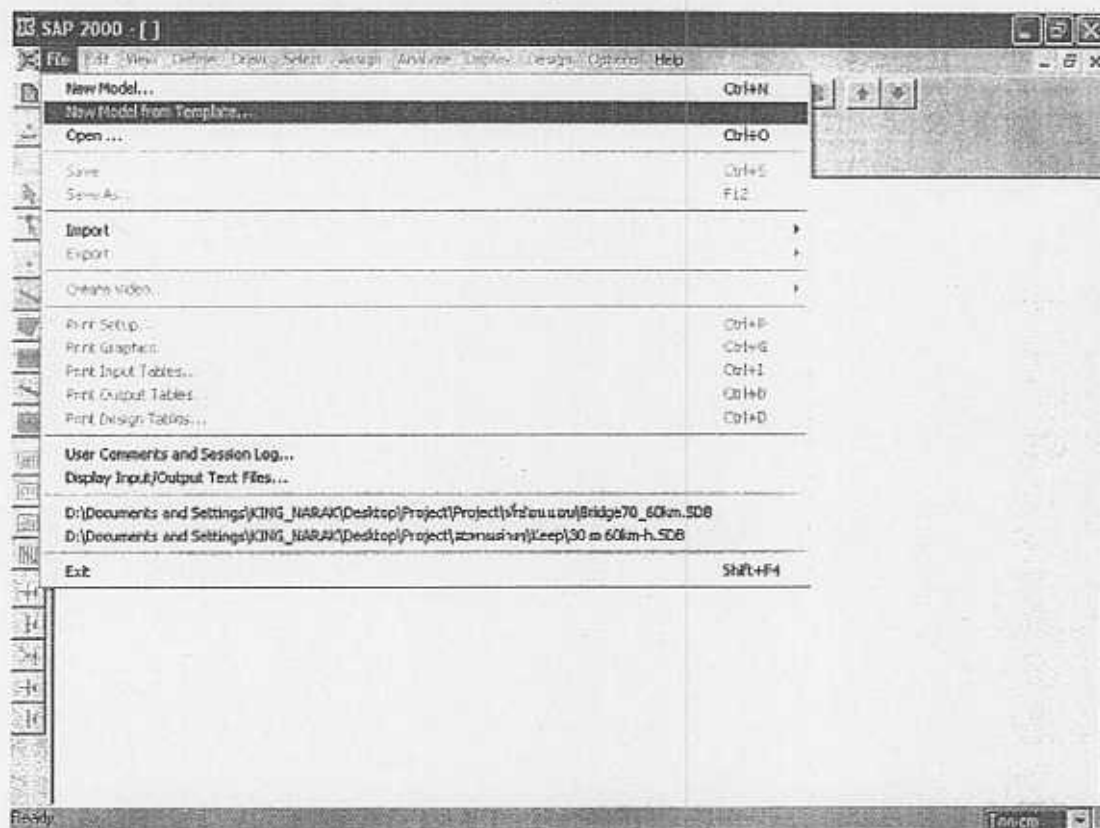 SAP 2000 - [ ]
File Edit View Define Draw Select Assign Analyze Display Design Options Help
New Model... Ctrl+N
New Model from Template...
Open ... Ctrl+O
Save Ctrl+S
Save As... F12
Import
Export
Create Video...
Print Setup... Ctrl+P
Print Graphics Ctrl+G
Print Input Tables... Ctrl+I
Print Output Tables...
Print Design Tables... Ctrl+D
User Comments and Session Log...
Display Input/Output Text Files...
D:\Documents and Settings\KING_NARAK\Desktop\Project\Project\ \Bridge70_60km.SDB
D:\Documents and Settings\KING_NARAK\Desktop\Project\ \Keep\30 m 60km-h.SDB
Exit Shift+F4
Ready Ton-cm